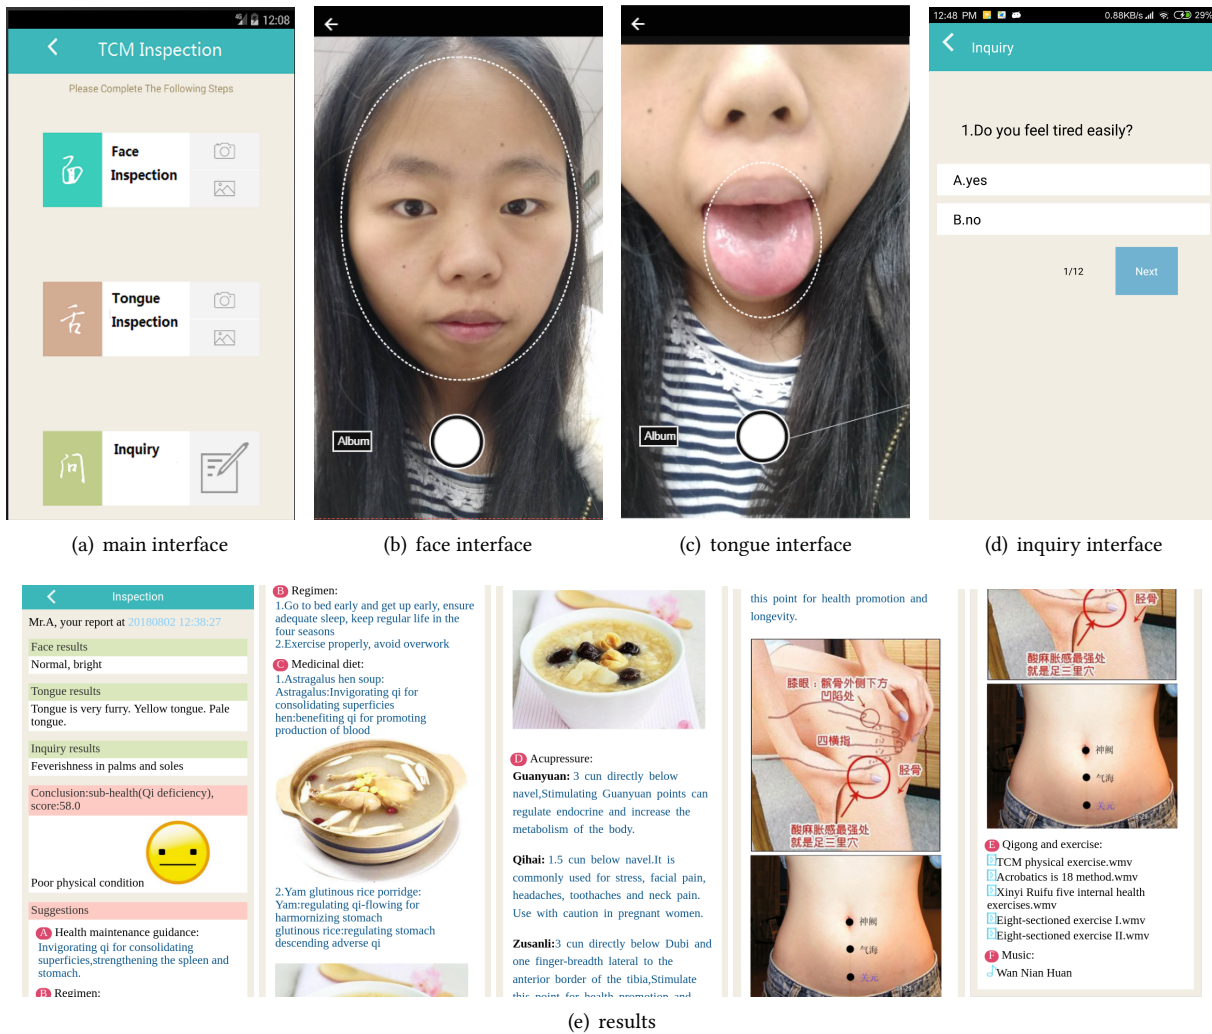 12:08
TCM Inspection
Please Complete The Following Steps
面
Face
Inspection
舌
Tongue
Inspection
问
Inquiry
(a) main interface
Album
(b) face interface
Album
(c) tongue interface
12:48 PM 0.88KB/s 29%
Inquiry
1.Do you feel tired easily?
A.yes
B.no
1/12
Next
(d) inquiry interface
Inspection
Mr.A, your report at 20180802 12:38:27
Face results
Normal, bright
Tongue results
Tongue is very furry. Yellow tongue. Pale
tongue.
Inquiry results
Feverishness in palms and soles
Conclusion:sub-health(Qi deficiency),
score:58.0
Poor physical condition
Suggestions
A Health maintenance guidance:
Invigorating qi for consolidating
superficies,strengthening the spleen and
stomach.
B Regimen:
B Regimen:
1.Go to bed early and get up early, ensure
adequate sleep, keep regular life in the
four seasons
2.Exercise properly, avoid overwork
C Medicinal diet:
1.Astragalus hen soup:
Astragalus:Invigorating qi for
consolidating superficies
hen:benefiting qi for promoting
production of blood
2.Yam glutinous rice porridge:
Yam:regulating qi-flowing for
harmornizing stomach
glutinous rice:regulating stomach
descending adverse qi
D Acupressure:
Guanyuan: 3 cun directly below
navel,Stimulating Guanyuan points can
regulate endocrine and increase the
metabolism of the body.
Qihai: 1.5 cun below navel.It is
commonly used for stress, facial pain,
headaches, toothaches and neck pain.
Use with caution in pregnant women.
Zusanli:3 cun directly below Dubi and
one finger-breadth lateral to the
anterior border of the tibia,Stimulate
this point for health promotion and
this point for health promotion and
longevity.
膝眼：髌骨外侧下方
凹陷处
四横指
胫骨
酸麻胀感最强处
就是足三里穴
神阙
气海
关元
胫骨
酸麻胀感最强处
就是足三里穴
神阙
气海
关元
E Qigong and exercise:
TCM physical exercise.wmv
Acrobatics is 18 method.wmv
Xinyi Ruifu five internal health
exercises.wmv
Eight-sectioned exercise I.wmv
Eight-sectioned exercise II.wmv
F Music:
Wan Nian Huan
(e) results